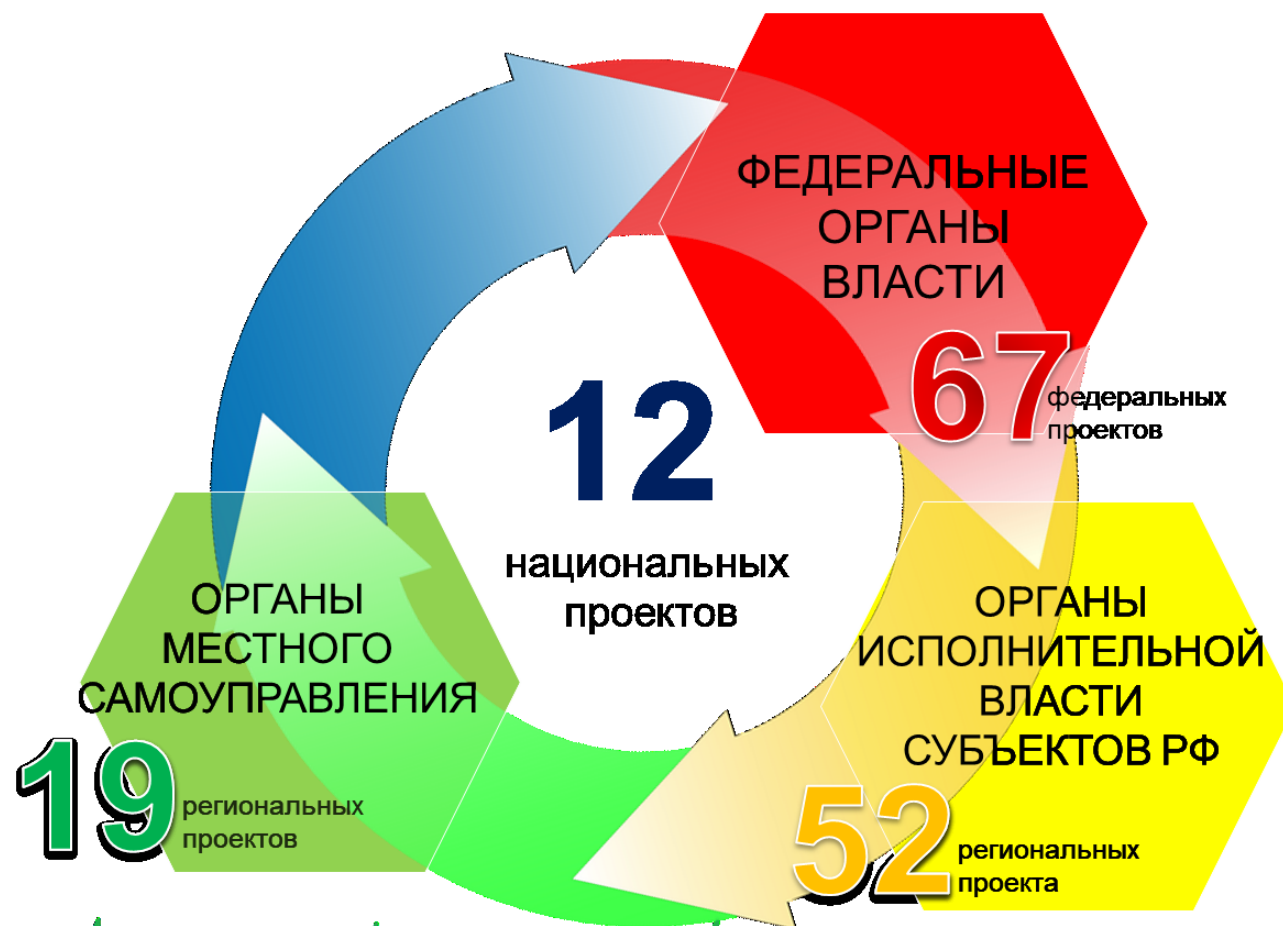 ФЕДЕРАЛЬНЫЕ
ОРГАНЫ
ВЛАСТИ
67
федеральных
проектов
12
национальных
проектов
ОРГАНЫ
МЕСТНОГО
САМОУПРАВЛЕНИЯ
19
региональных
проектов
ОРГАНЫ
ИСПОЛНИТЕЛЬНОЙ
ВЛАСТИ
СУБЪЕКТОВ РФ
52
региональных
проекта